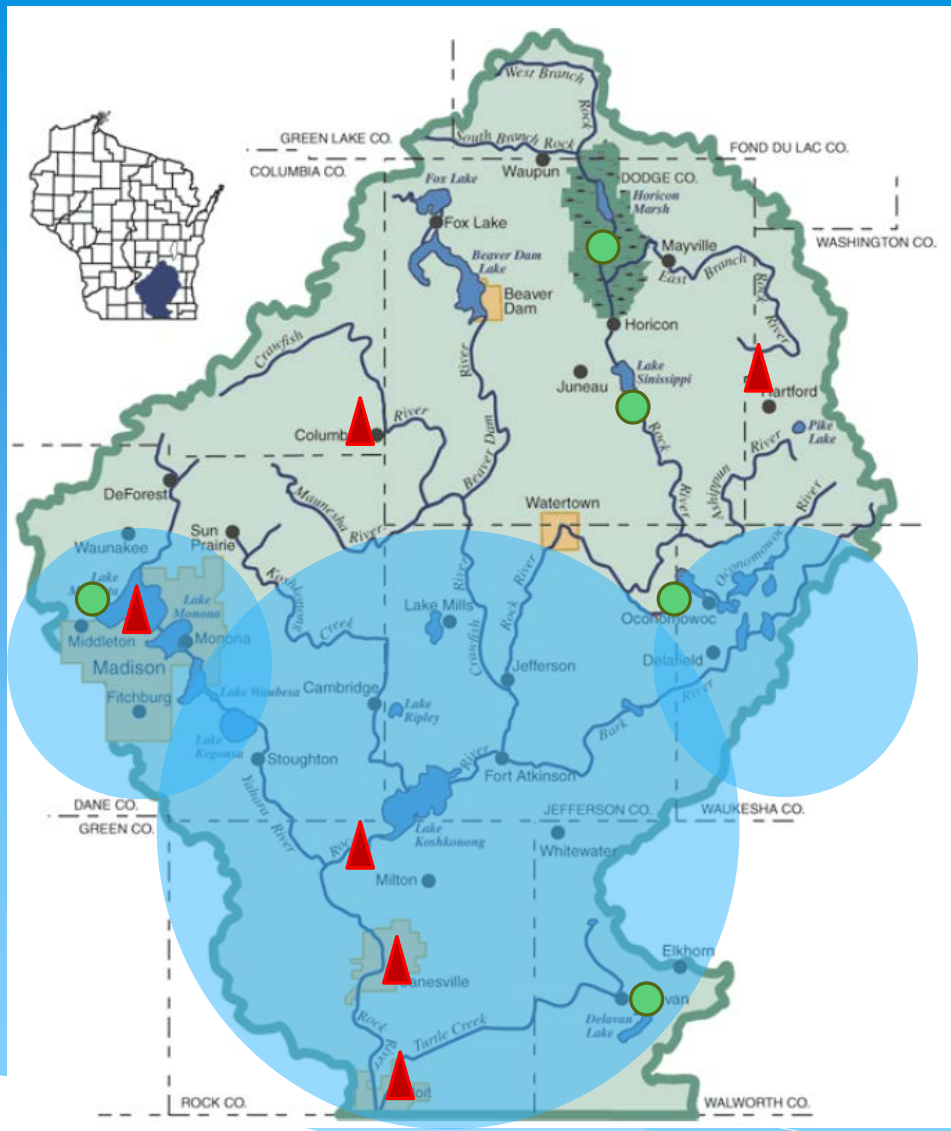 West Branch
Rock
GREEN LAKE CO.
South Branch Rock
FOND DU LAC CO.
COLUMBIA CO.
Waupun
DODGE CO.
Fox Lake
Horicon
Marsh
Fox Lake
WASHINGTON CO.
Mayville
East Branch
Beaver Dam
Lake
Rock
River
Beaver
Dam
Horicon
Crawfish
River
Lake
Sinissippi
Juneau
Hartford
River
Pike
Lake
Beaver Dam
Rock
River
Ashippun
River
DeForest
Maunesha
River
Watertown
River
Sun
Prairie
Waunakee
Oconomowoc
Lake
Lake
Monona
Koshkonong
Creek
River
Crawfish
River
Rock
Lake Mills
Oconomowoc
Middleton
Monona
Madison
Delafield
Jefferson
Fitchburg
Lake Waubesa
Cambridge
Lake
Ripley
Bark
River
Lake
Kegonsa
Stoughton
River
Fort Atkinson
Yahara
River
DANE CO.
JEFFERSON CO.
WAUKESHA CO.
GREEN CO.
Lake
Koshkonong
Whitewater
Milton
Elkhorn
Rock
River
Delavan
Lake
Turtle Creek
ROCK CO.
WALWORTH CO.